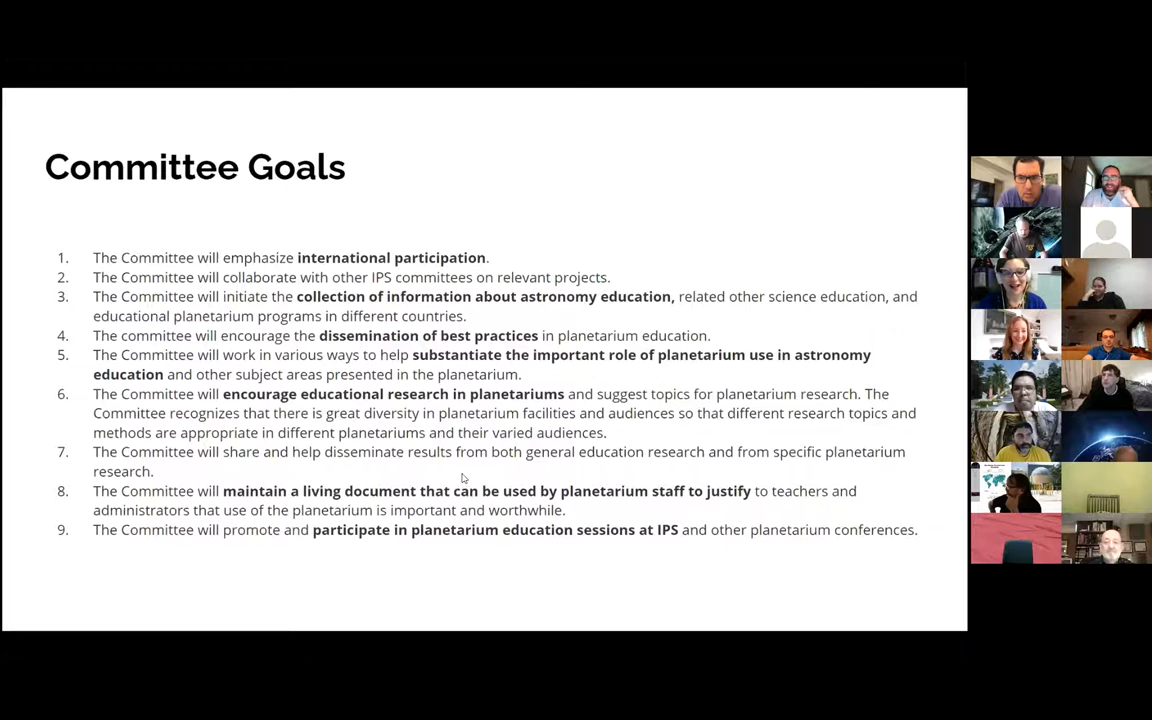 Committee Goals
1. The Committee will emphasize international participation.
2. The Committee will collaborate with other IPS committees on relevant projects.
3. The Committee will initiate the collection of information about astronomy education, related other science education, and
educational planetarium programs in different countries.
4. The committee will encourage the dissemination of best practices in planetarium education.
5. The Committee will work in various ways to help substantiate the important role of planetarium use in astronomy
education and other subject areas presented in the planetarium.
6. The Committee will encourage educational research in planetariums and suggest topics for planetarium research. The
Committee recognizes that there is great diversity in planetarium facilities and audiences so that different research topics and
methods are appropriate in different planetariums and their varied audiences.
7. The Committee will share and help disseminate results from both general education research and from specific planetarium
research.
8. The Committee will maintain a living document that can be used by planetarium staff to justify to teachers and
administrators that use of the planetarium is important and worthwhile.
9. The Committee will promote and participate in planetarium education sessions at IPS and other planetarium conferences.